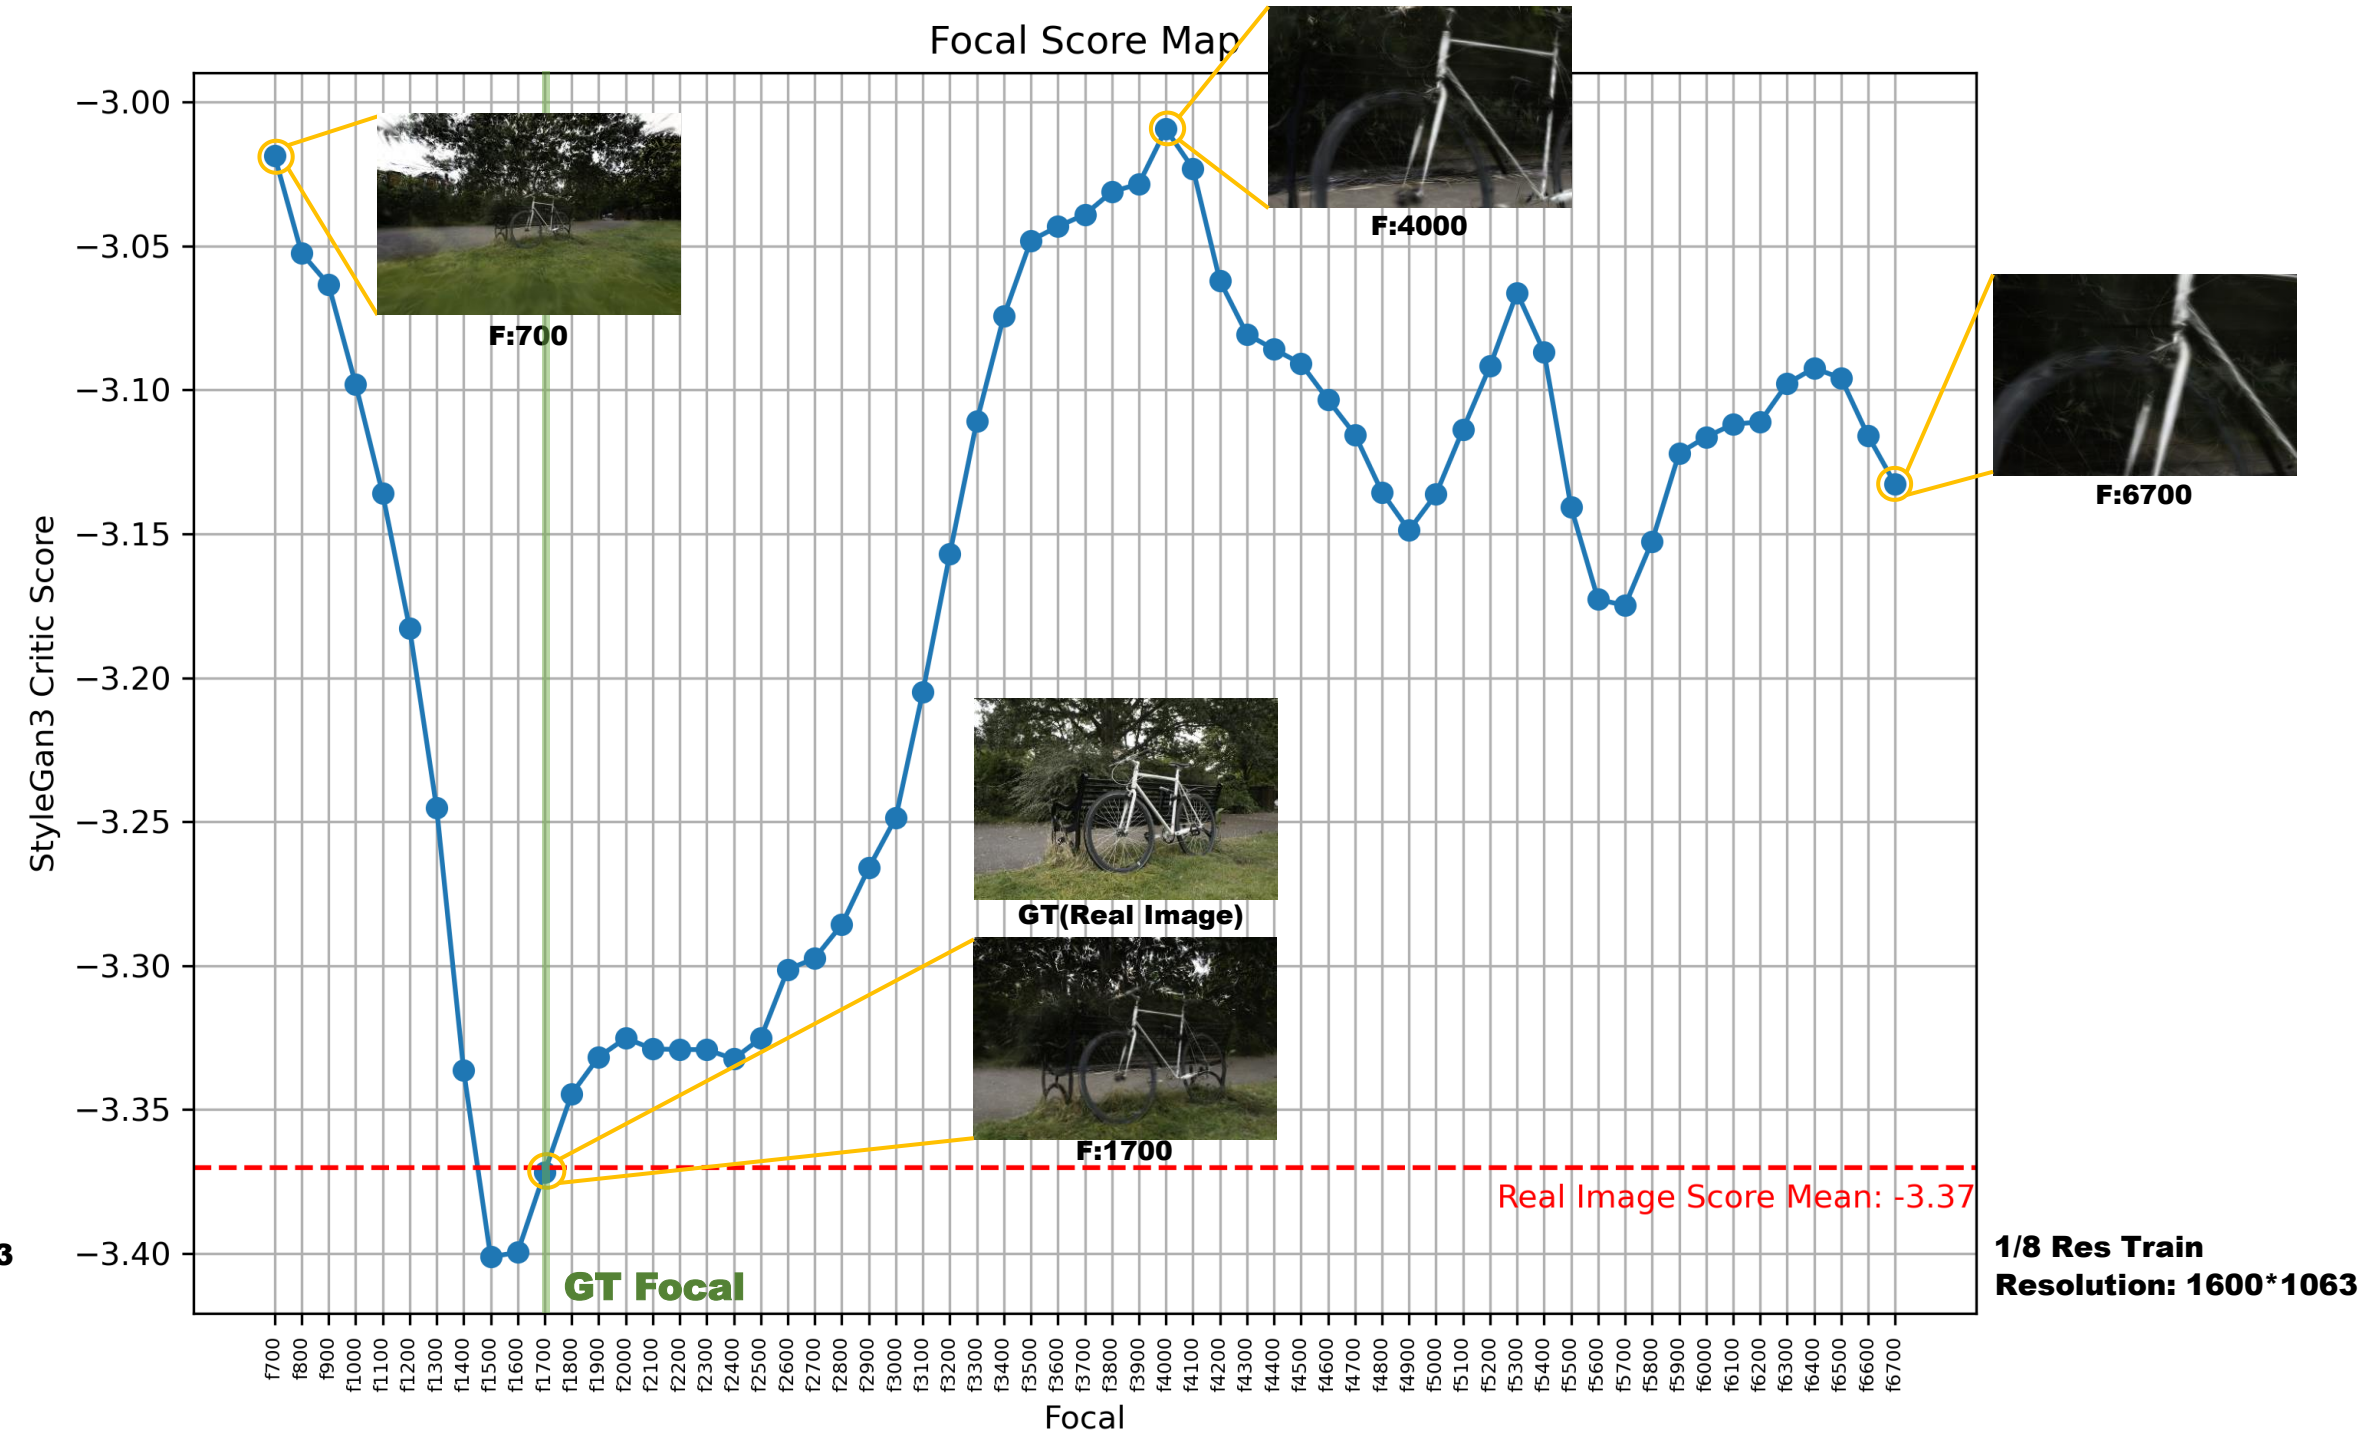 Focal Score Map
StyleGan3 Critic Score
−3.00
−3.05
−3.10
−3.15
−3.20
−3.25
−3.30
−3.35
−3.40
3
F:700
F:4000
F:6700
GT(Real Image)
F:1700
Real Image Score Mean: -3.37
GT Focal
1/8 Res Train
Resolution: 1600*1063
f700
f800
f900
f1000
f1100
f1200
f1300
f1400
f1500
f1600
f1700
f1800
f1900
f2000
f2100
f2200
f2300
f2400
f2500
f2600
f2700
f2800
f2900
f3000
f3100
f3200
f3300
f3400
f3500
f3600
f3700
f3800
f3900
f4000
f4100
f4200
f4300
f4400
f4500
f4600
f4700
f4800
f4900
f5000
f5100
f5200
f5300
f5400
f5500
f5600
f5700
f5800
f5900
f6000
f6100
f6200
f6300
f6400
f6500
f6600
f6700
Focal